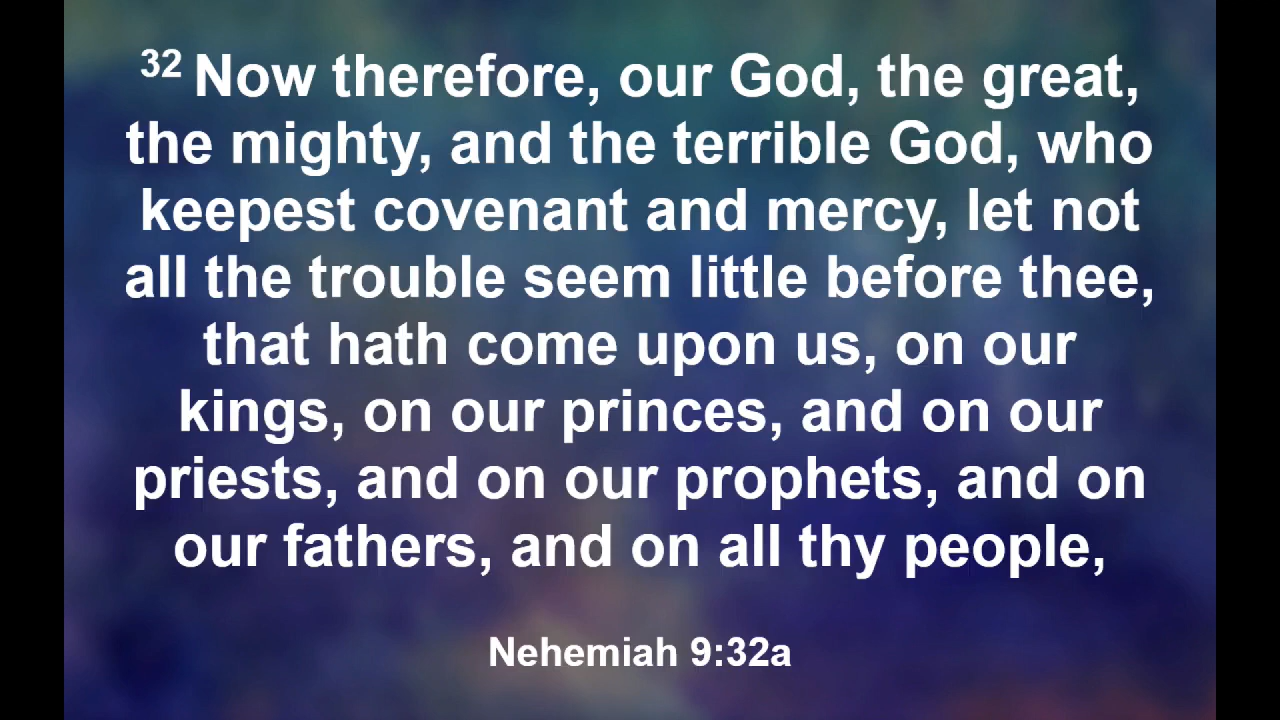 32 Now therefore, our God, the great,
the mighty, and the terrible God, who
keepest covenant and mercy, let not
all the trouble seem little before thee,
that hath come upon us, on our
kings, on our princes, and on our
priests, and on our prophets, and on
our fathers, and on all thy people,
Nehemiah 9:32a